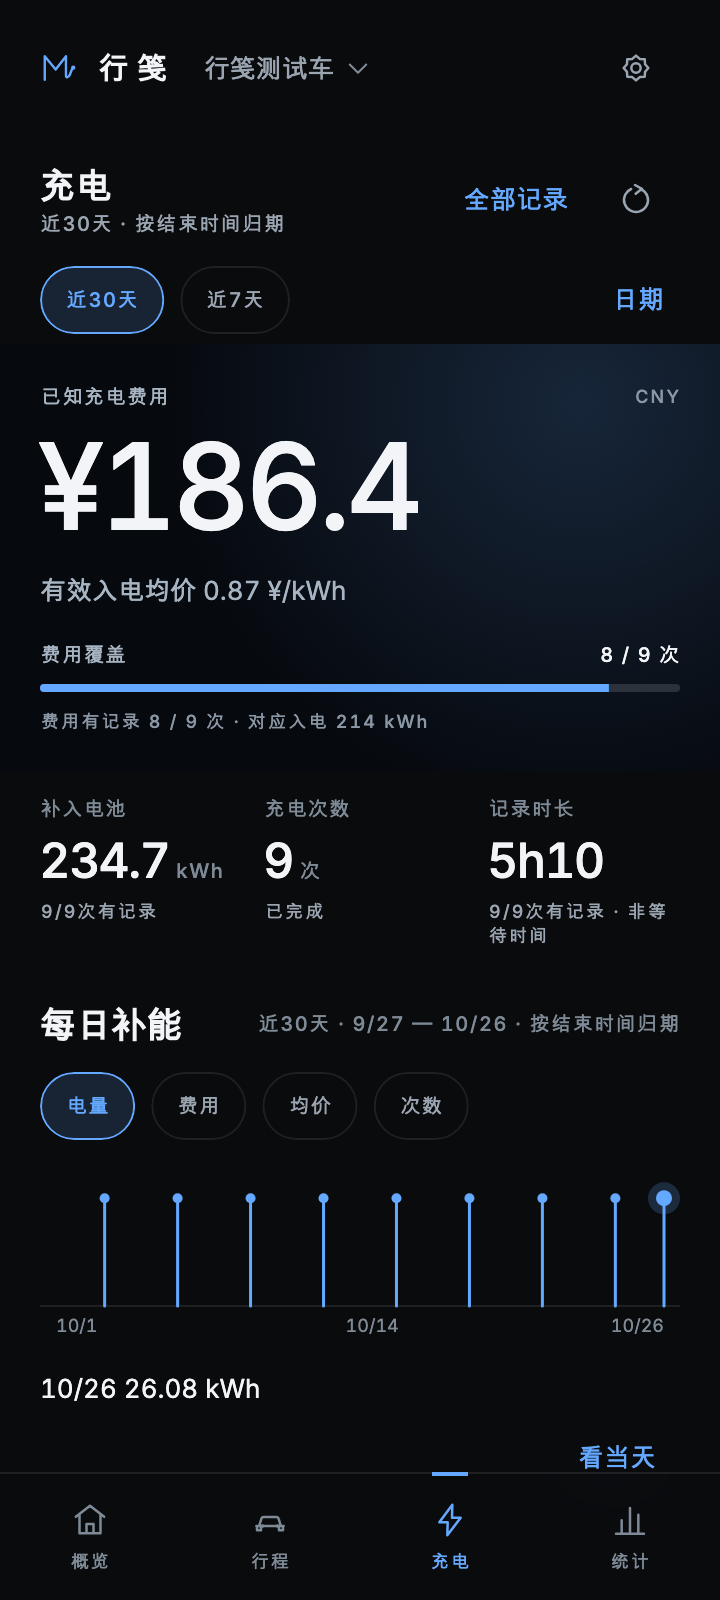 行笺 行笺测试车
充电
全部记录
近30天 · 按结束时间归期
近30天 近7天 日期
已知充电费用 CNY
¥186.4
有效入电均价 0.87 ¥/kWh
费用覆盖 8 / 9 次
费用有记录 8 / 9 次 · 对应入电 214 kWh
补入电池 充电次数 记录时长
234.7 kWh 9 次 5h10
9/9次有记录 已完成 9/9次有记录 · 非等
待时间
每日补能 近30天 · 9/27 — 10/26 · 按结束时间归期
电量 费用 均价 次数
10/1 10/14 10/26
10/26 26.08 kWh
看当天
概览 行程 充电 统计